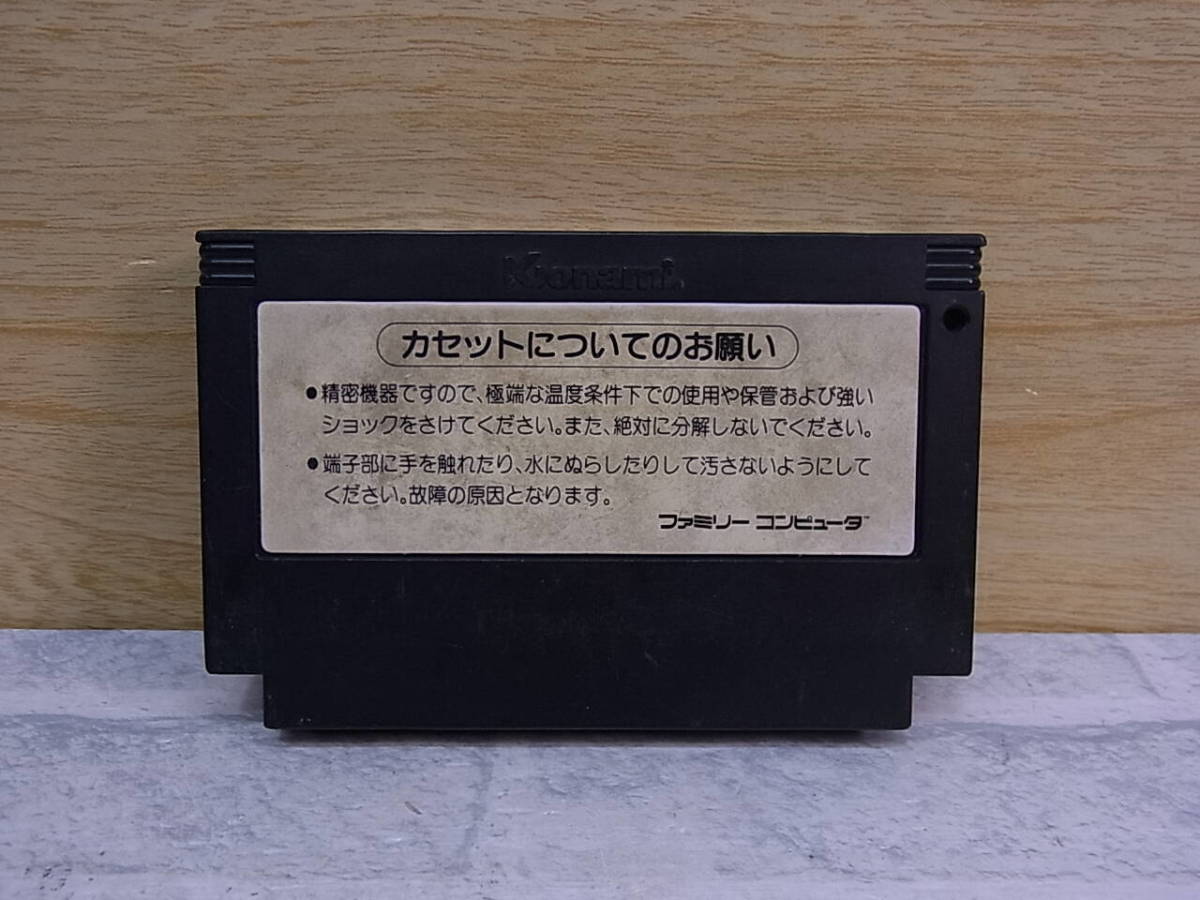 Konami
カセットについてのお願い
●精密機器ですので、極端な温度条件下での使用や保管および強い
ショックをさけてください。また、絶対に分解しないでください。
●端子部に手を触れたり、水にぬらしたりして汚さないようにして
ください。故障の原因となります。
ファミリー コンピュータ™